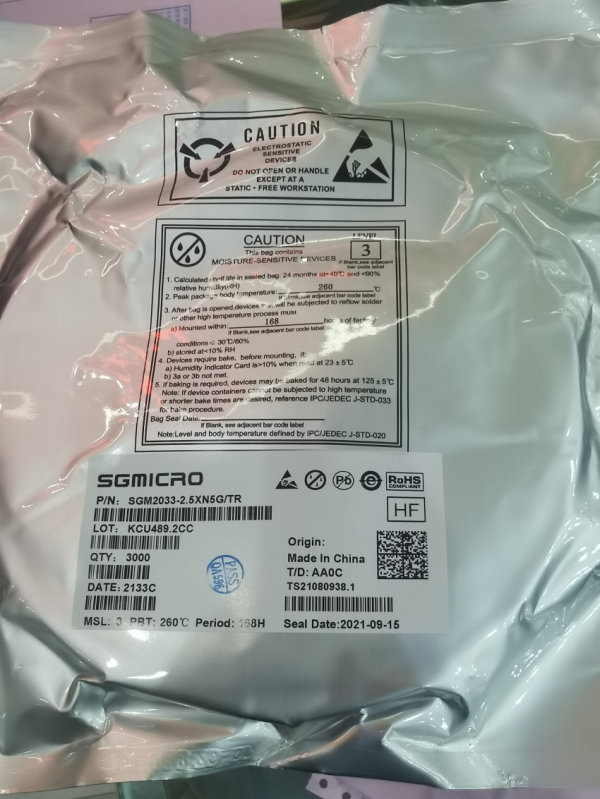 CAUTION
ELECTROSTATIC
SENSITIVE
DEVICES
DO NOT OPEN OR HANDLE
EXCEPT AT A
STATIC • FREE WORKSTATION
CAUTION
This bag contains
MOISTURE-SENSITIVE DEVICES
LEVEL
3
If Blank,see adjacent
bar code label
1. Calculated shelf life in sealed bag: 24 months at<40℃ and <90%
relative humidity(RH)
2. Peak package body temperature: 260 ℃
If Blank,see adjacent bar code label
3. After bag is opened,devices that will be subjected to reflow solder
or other high temperature process must
a) Mounted within: 168 hours of factory
If Blank,see adjacent bar code label
conditions ≤ 30℃/60%
b) stored at<10% RH
4. Devices require bake, before mounting, if:
a) Humidity Indicator Card is>10% when read at 23 ± 5℃
b) 3a or 3b not met.
5. If baking is required, devices may be baked for 48 hours at 125 ± 5℃
Note: If device containers cannot be subjected to high temperature
or shorter bake times are desired, reference IPC/JEDEC J-STD-033
for bake procedure.
Bag Seal Date:
If Blank, see adjacent bar code label
Note:Level and body temperature defined by IPC/JEDEC J-STD-020
SGMICRO
Pb
e
RoHS
COMPLIANT
P/N: SGM2033-2.5XN5G/TR
HF
LOT: KCU489.2CC
QTY: 3000
DATE: 2133C
PASS
QA596
Origin:
Made In China
T/D: AA0C
TS21080938.1
MSL: 3 PBT: 260℃ Period: 168H
Seal Date:2021-09-15